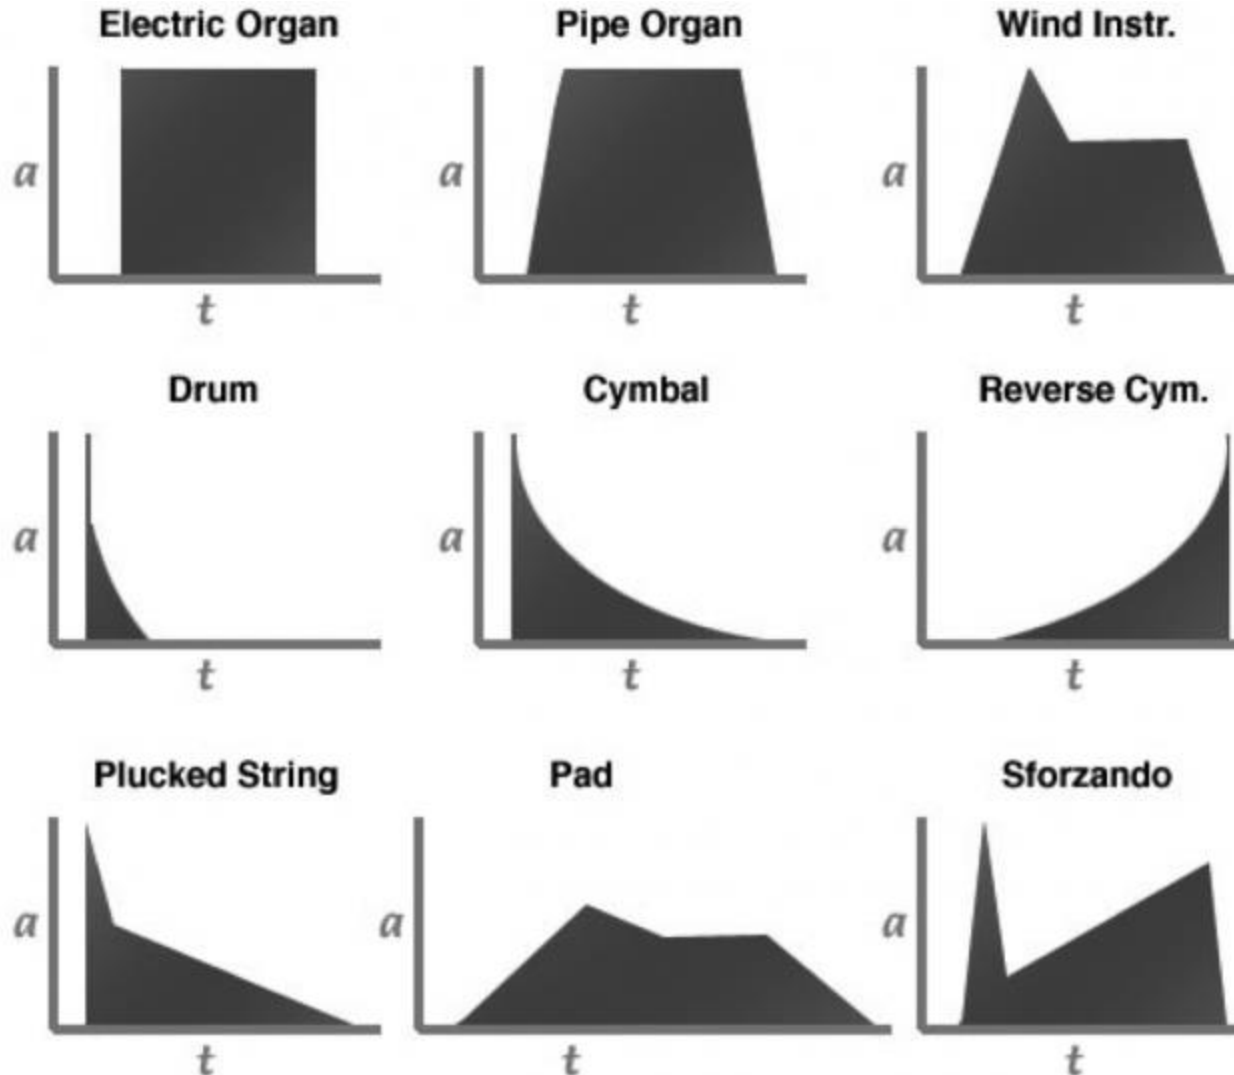 Electric Organ
Pipe Organ
Wind Instr.
a
a
a
t
t
t
Drum
Cymbal
Reverse Cym.
a
a
a
t
t
t
Plucked String
Pad
Sforzando
a
a
a
t
t
t